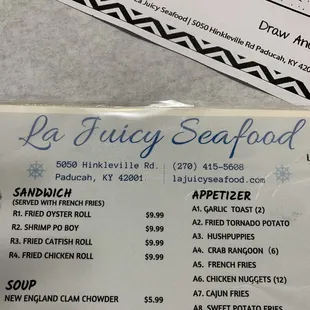 La Juicy Seafood | 5050 Hinkleville Rd Paducah, KY 420
Draw And
La Juicy Seafood
5050 Hinkleville Rd.
Paducah, KY 42001
(270) 415-5608
lajuicyseafood.com
SANDWICH
(SERVED WITH FRENCH FRIES)
R1. FRIED OYSTER ROLL $9.99
R2. SHRIMP PO BOY $9.99
R3. FRIED CATFISH ROLL $9.99
R4. FRIED CHICKEN ROLL $9.99
SOUP
NEW ENGLAND CLAM CHOWDER $5.99
APPETIZER
A1. GARLIC TOAST (2)
A2. FRIED TORNADO POTATO
A3. HUSHPUPPIES
A4. CRAB RANGOON (6)
A5. FRENCH FRIES
A6. CHICKEN NUGGETS (12)
A7. CAJUN FRIES
A8. SWEET POTATO FRIES